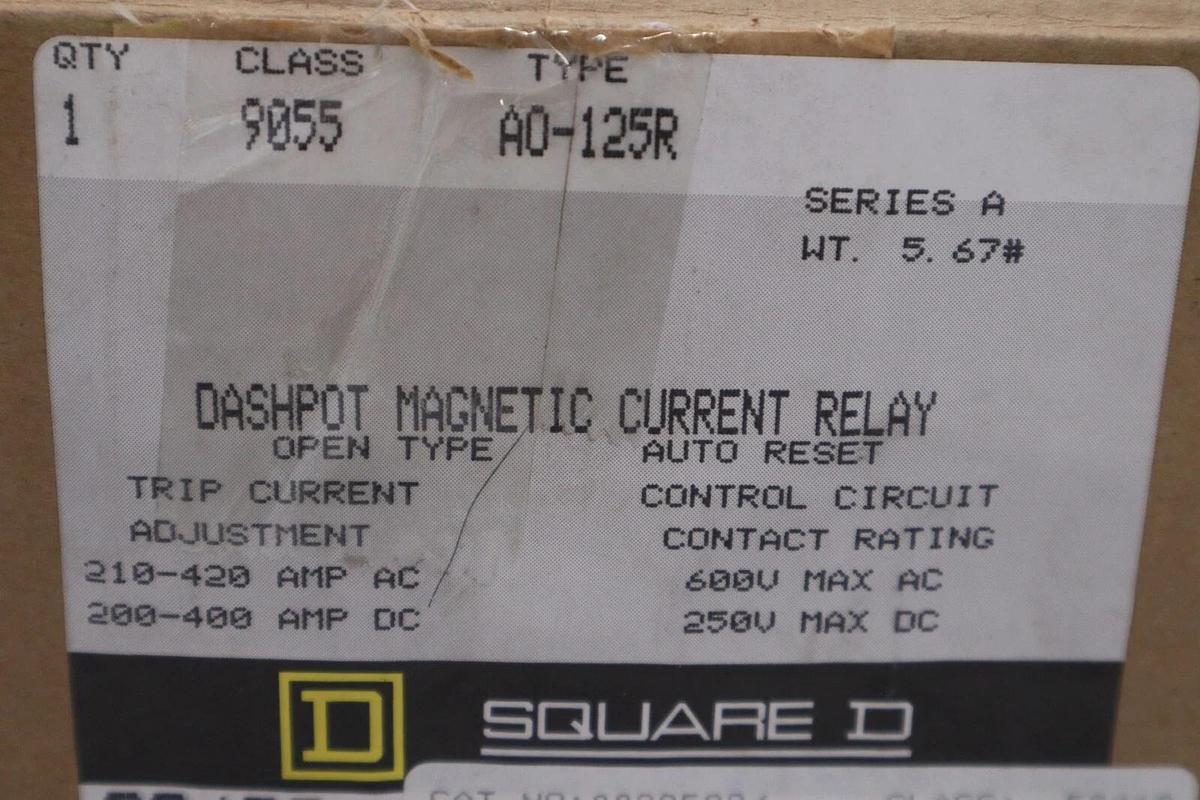 QTY CLASS TYPE
1 9055 AO-125R
SERIES A
WT. 5.67#
DASHPOT MAGNETIC CURRENT RELAY
OPEN TYPE AUTO RESET
TRIP CURRENT CONTROL CIRCUIT
ADJUSTMENT CONTACT RATING
210-420 AMP AC 600V MAX AC
200-400 AMP DC 250V MAX DC
D SQUARE D